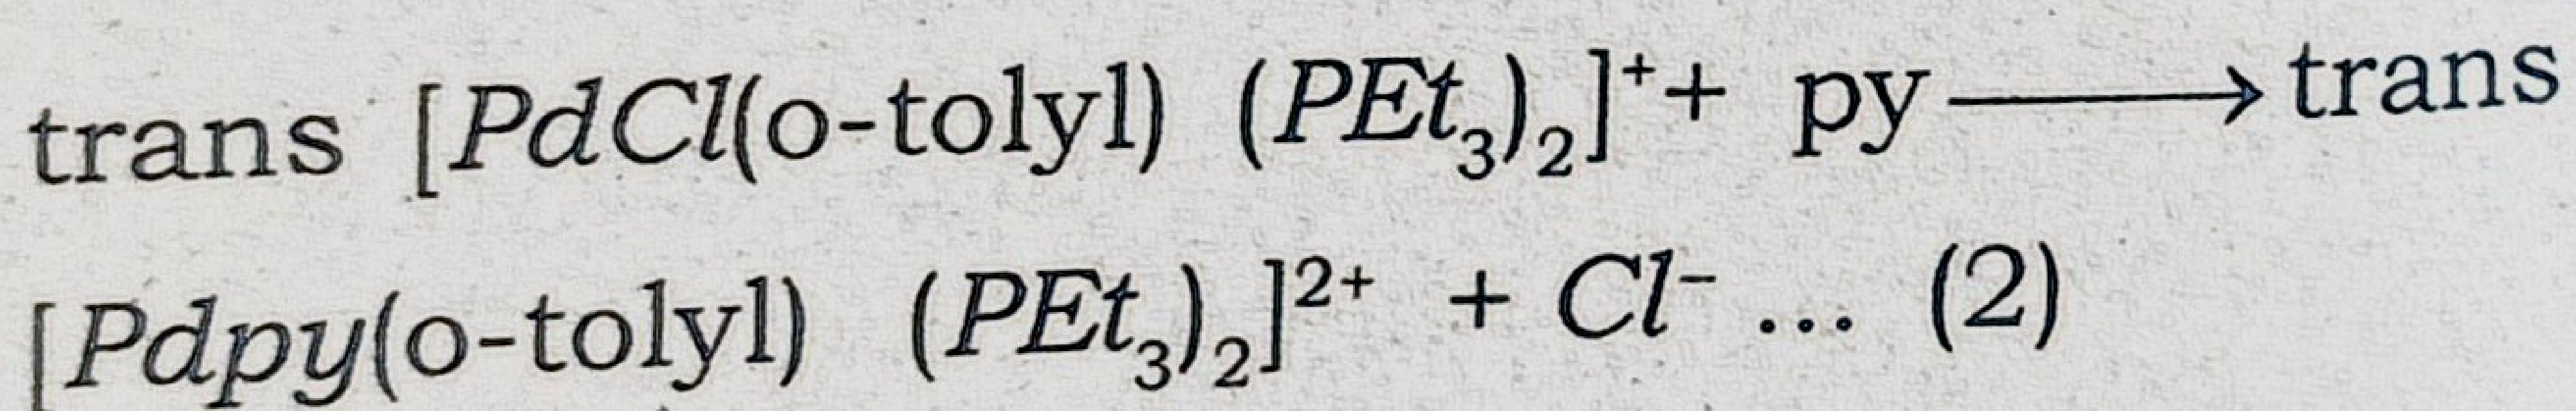 trans [PdCl(o-tolyl) (PEt₃)₂]⁺+ py ⟶ trans
[Pdpy(o-tolyl) (PEt₃)₂]²⁺ + Cl⁻ ... (2)